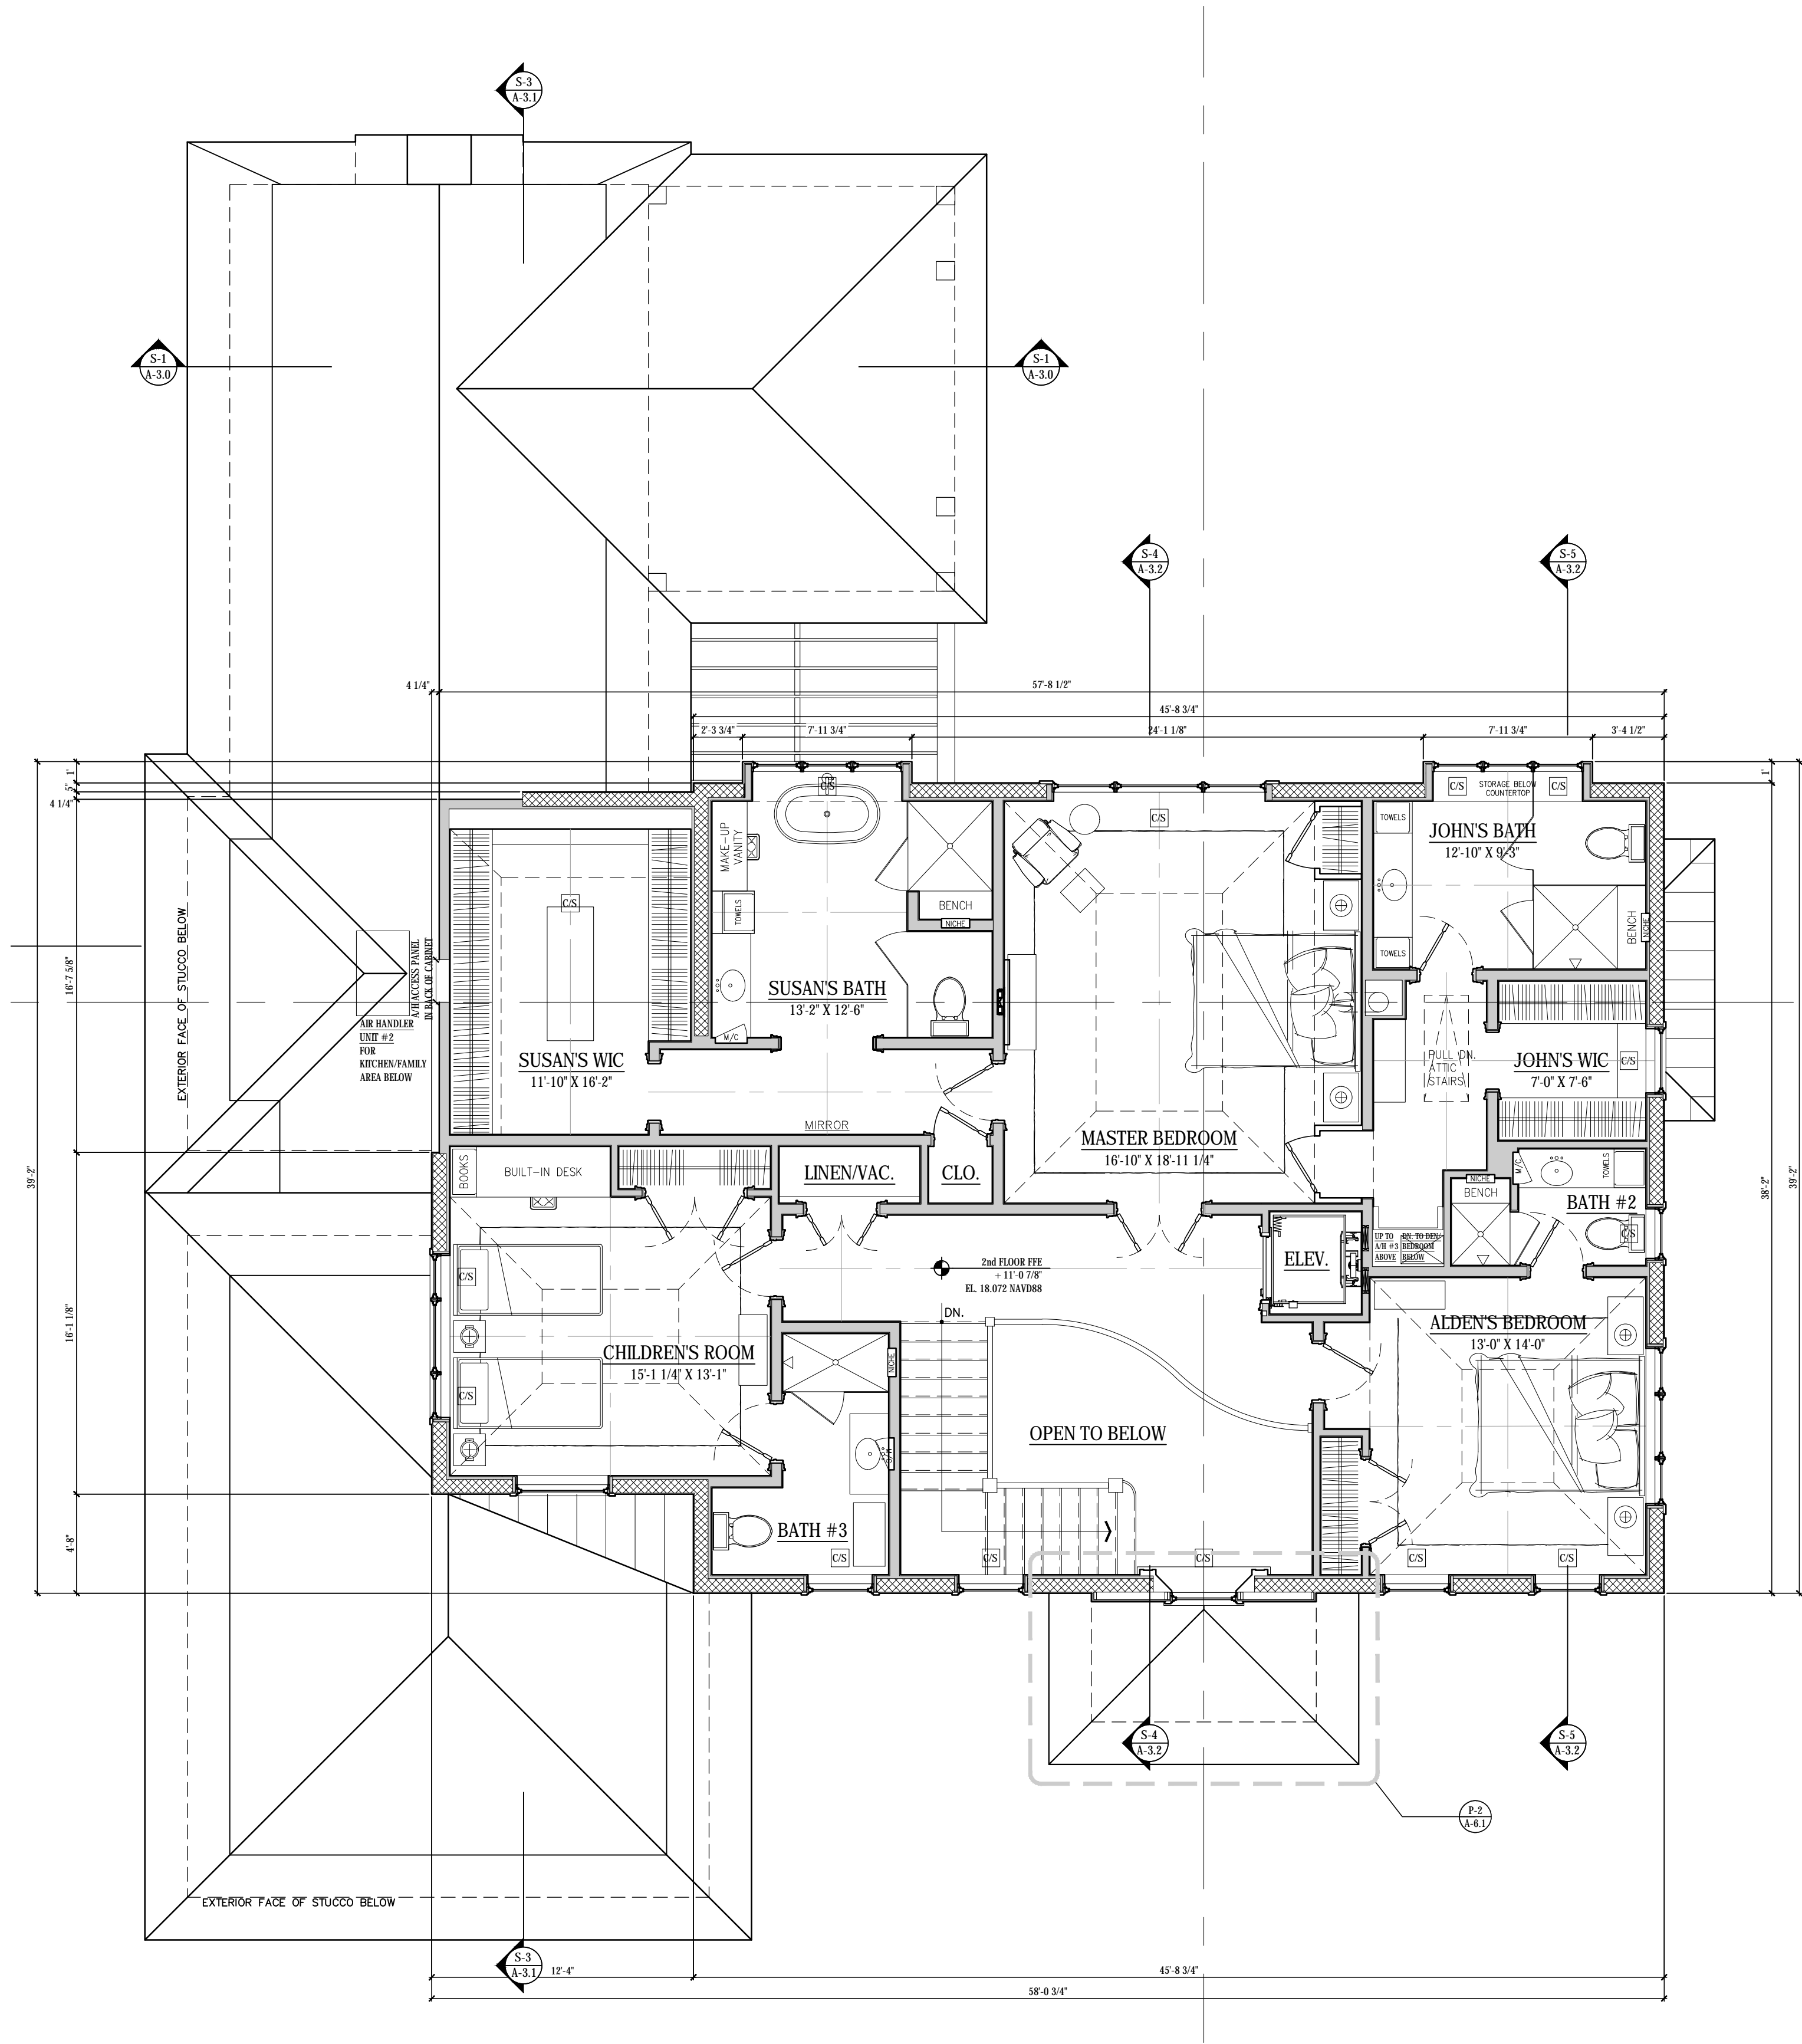 S-3
A-3.1
S-1
A-3.0
S-1
A-3.0
S-4
A-3.2
S-5
A-3.2
4 1/4"
57'-8 1/2"
45'-8 3/4"
2'-3 3/4"
7'-11 3/4"
24'-1 1/8"
7'-11 3/4"
3'-4 1/2"
1'
5"
4 1/4"
1'
39'-2"
16'-7 5/8"
16'-1 1/8"
4'-8"
38'-2"
39'-2"
EXTERIOR FACE OF STUCCO BELOW
A/H ACCESS PANEL
IN BACK OF CABINET
AIR HANDLER
UNIT #2
FOR
KITCHEN/FAMILY
AREA BELOW
C/S
SUSAN'S WIC
11'-10" X 16'-2"
C/S
MAKE-UP
VANITY
TOWELS
BENCH
NICHE
SUSAN'S BATH
13'-2" X 12'-6"
M/C
MIRROR
C/S
MASTER BEDROOM
16'-10" X 18'-11 1/4"
C/S
STORAGE BELOW
COUNTERTOP
C/S
TOWELS
JOHN'S BATH
12'-10" X 9'-3"
BENCH
NICHE
TOWELS
PULL DN.
ATTIC
STAIRS
JOHN'S WIC
7'-0" X 7'-6"
C/S
BOOKS
BUILT-IN DESK
LINEN/VAC.
CLO.
NICHE
BENCH
M/C
TOWELS
BATH #2
C/S
UP TO
A/H #3
ABOVE
DN. TO DEN/
BEDROOM
BELOW
ELEV.
2nd FLOOR FFE
+ 11'-0 7/8"
EL. 18.072 NAVD88
DN.
C/S
CHILDREN'S ROOM
15'-1 1/4" X 13'-1"
C/S
NICHE
M/C
BATH #3
C/S
OPEN TO BELOW
C/S
C/S
ALDEN'S BEDROOM
13'-0" X 14'-0"
C/S
C/S
S-4
A-3.2
S-5
A-3.2
P-2
A-6.1
EXTERIOR FACE OF STUCCO BELOW
S-3
A-3.1
12'-4"
45'-8 3/4"
58'-0 3/4"